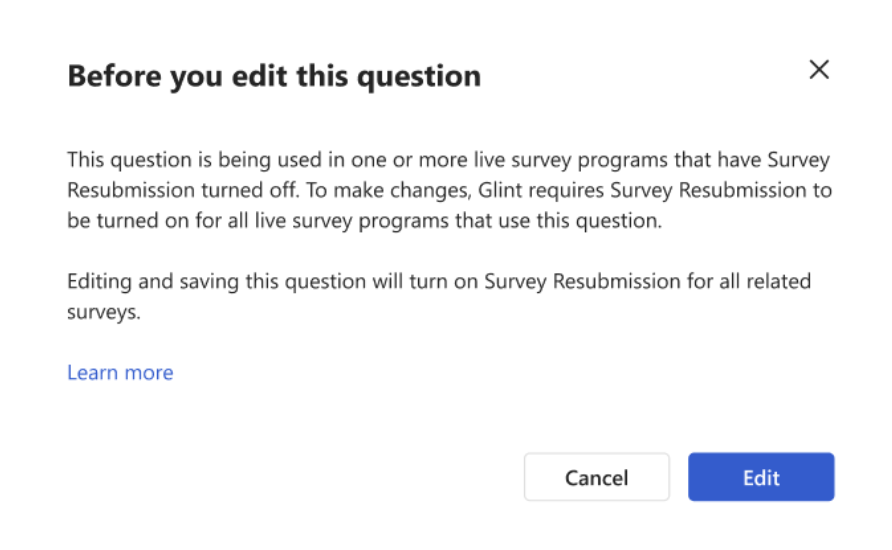 Before you edit this question
This question is being used in one or more live survey programs that have Survey
Resubmission turned off. To make changes, Glint requires Survey Resubmission to
be turned on for all live survey programs that use this question.
Editing and saving this question will turn on Survey Resubmission for all related
surveys.
Learn more
Cancel
Edit